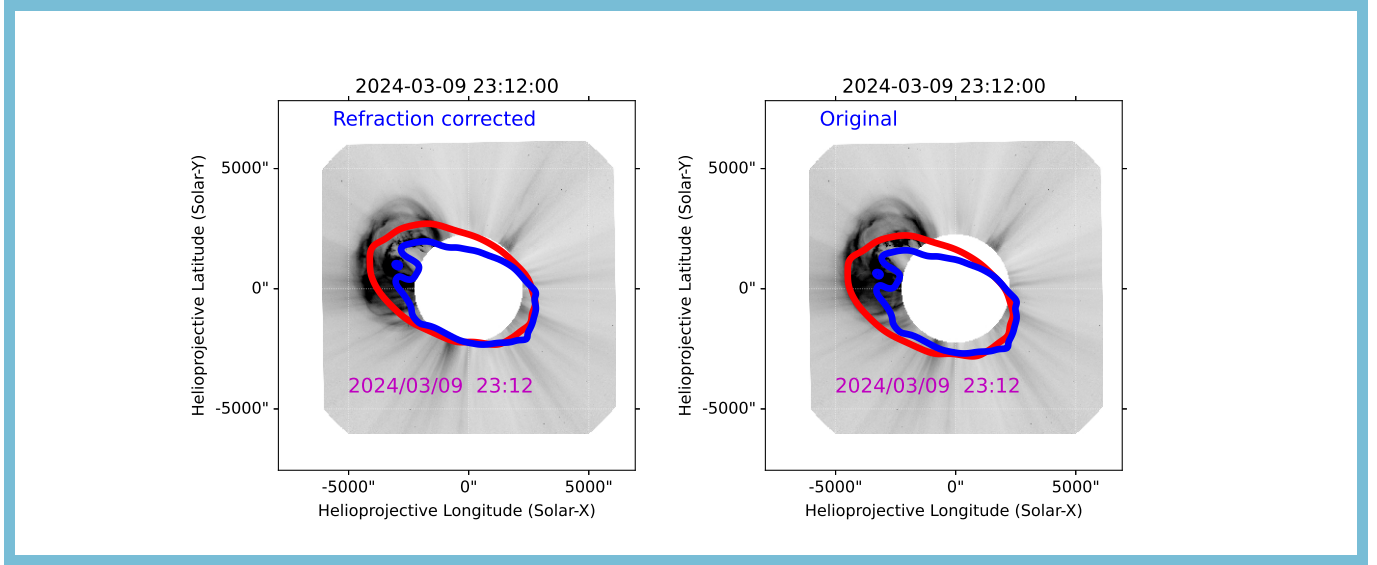 2024-03-09 23:12:00
Refraction corrected
5000"
0"
-5000"
Helioprojective Latitude (Solar-Y)
2024/03/09 23:12
-5000"
0"
5000"
Helioprojective Longitude (Solar-X)
2024-03-09 23:12:00
Original
5000"
0"
-5000"
Helioprojective Latitude (Solar-Y)
2024/03/09 23:12
-5000"
0"
5000"
Helioprojective Longitude (Solar-X)